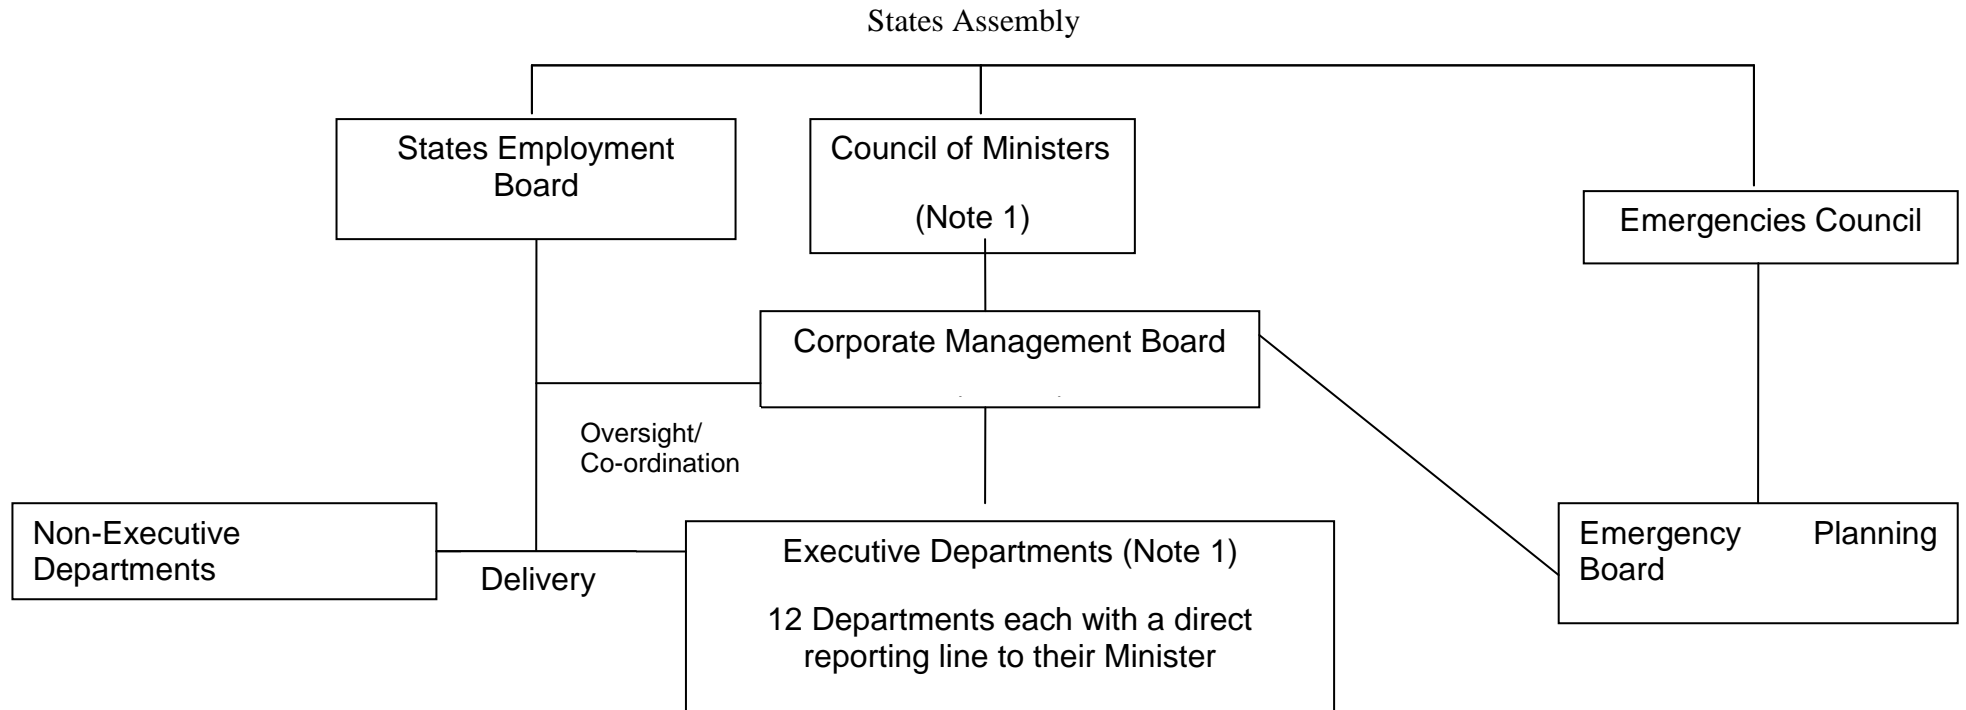 States Assembly
States Employment
Board
Council of Ministers
(Note 1)
Emergencies Council
Corporate Management Board
Oversight/
Co-ordination
Non-Executive
Departments
Delivery
Executive Departments (Note 1)
12 Departments each with a direct
reporting line to their Minister
Emergency Planning
Board